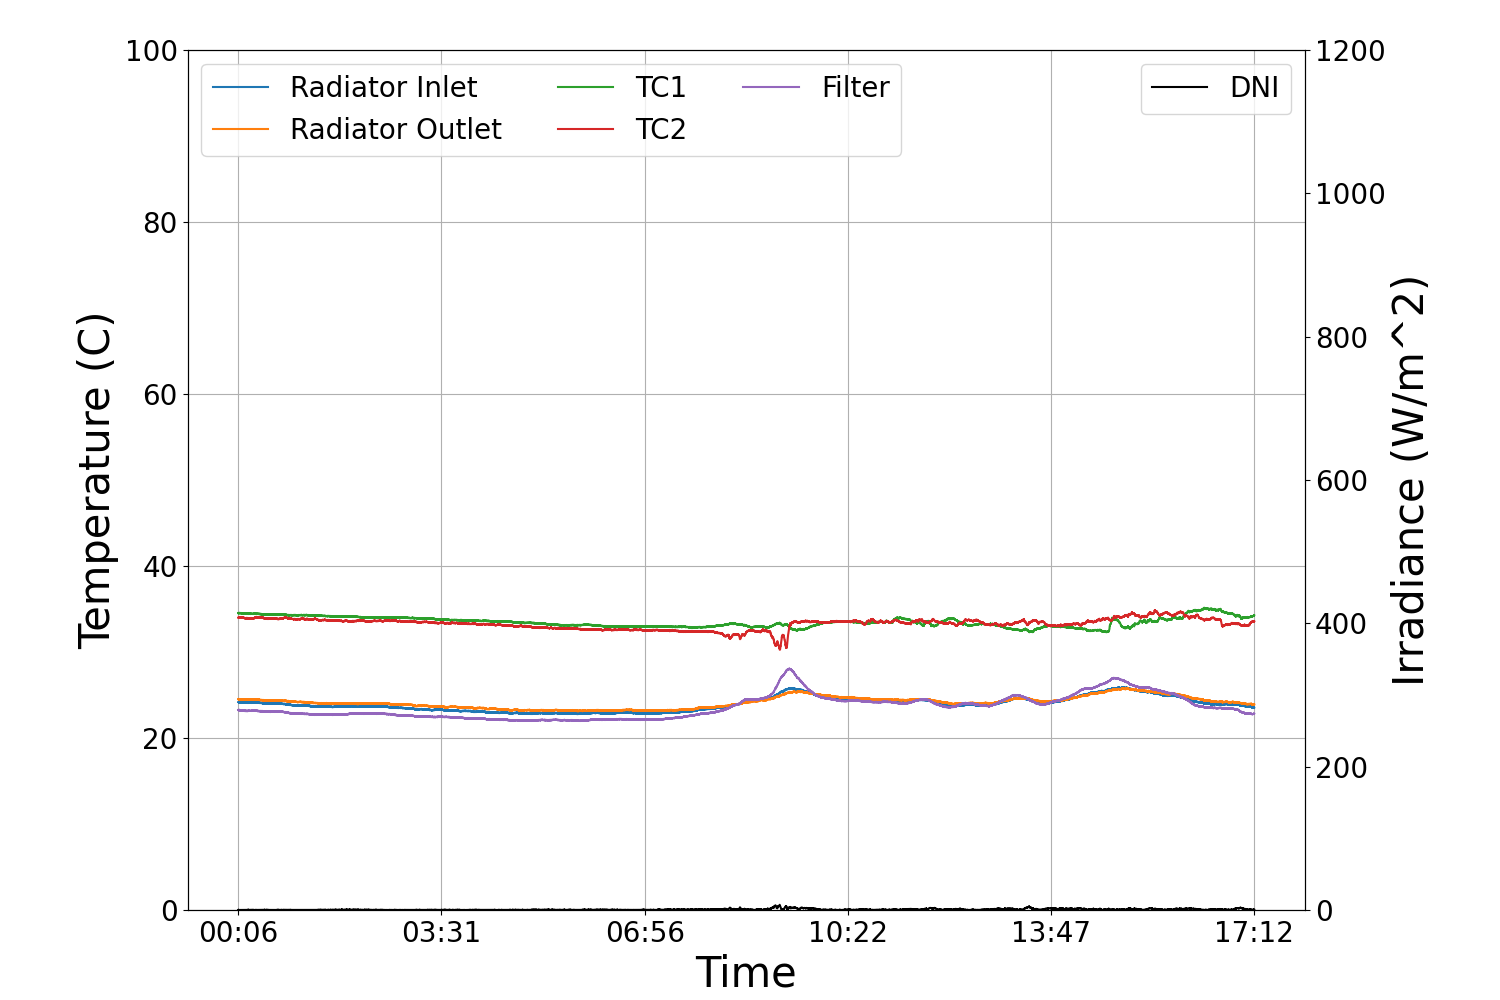 Radiator Inlet
Radiator Outlet
TC1
TC2
Filter
DNI
100
80
60
40
20
0
Temperature (C)
1200
1000
800
600
400
200
0
Irradiance (W/m^2)
00:06 03:31 06:56 10:22 13:47 17:12
Time